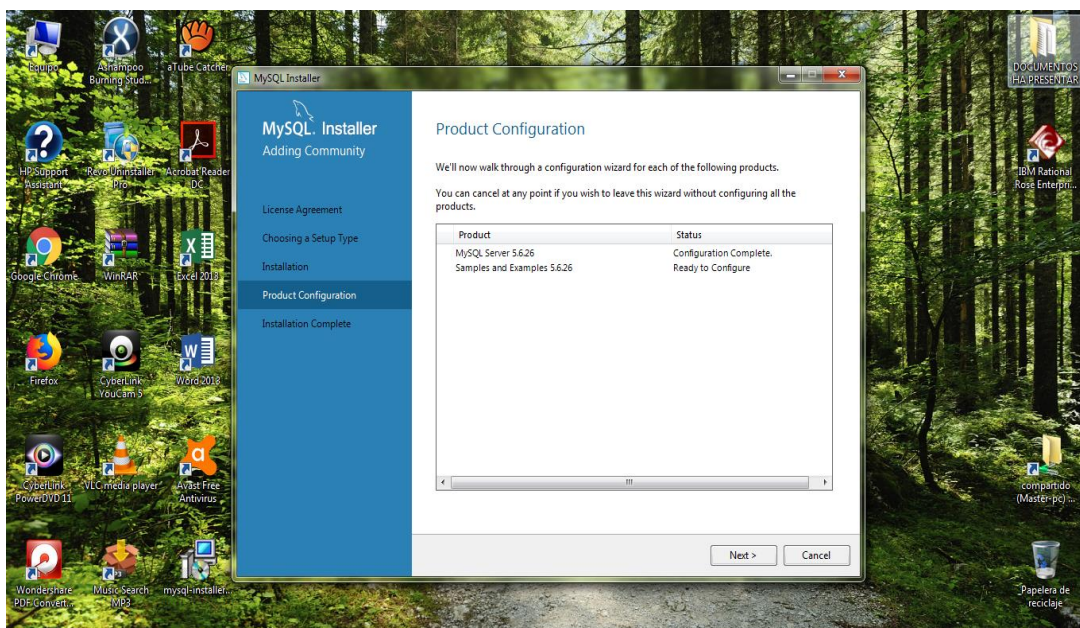 Equipo
Ashampoo
Burning Stud...
aTube Catcher
HP Support
Assistant
Revo Uninstaller
Pro
Acrobat Reader
DC
Google Chrome
WinRAR
Excel 2013
Firefox
CyberLink
YouCam 5
Word 2013
CyberLink
PowerDVD 11
VLC media player
Avast Free
Antivirus
Wondershare
PDF Convert...
Music Search
MP3
mysql-installer...
MySQL Installer
MySQL. Installer
Adding Community
License Agreement
Choosing a Setup Type
Installation
Product Configuration
Installation Complete
Product Configuration
We'll now walk through a configuration wizard for each of the following products.
You can cancel at any point if you wish to leave this wizard without configuring all the
products.
Product Status
MySQL Server 5.6.26 Configuration Complete.
Samples and Examples 5.6.26 Ready to Configure
Next > Cancel
DOCUMENTOS
HA PRESENTAR
IBM Rational
Rose Enterpri...
compartido
(Master-pc) ...
Papelera de
reciclaje